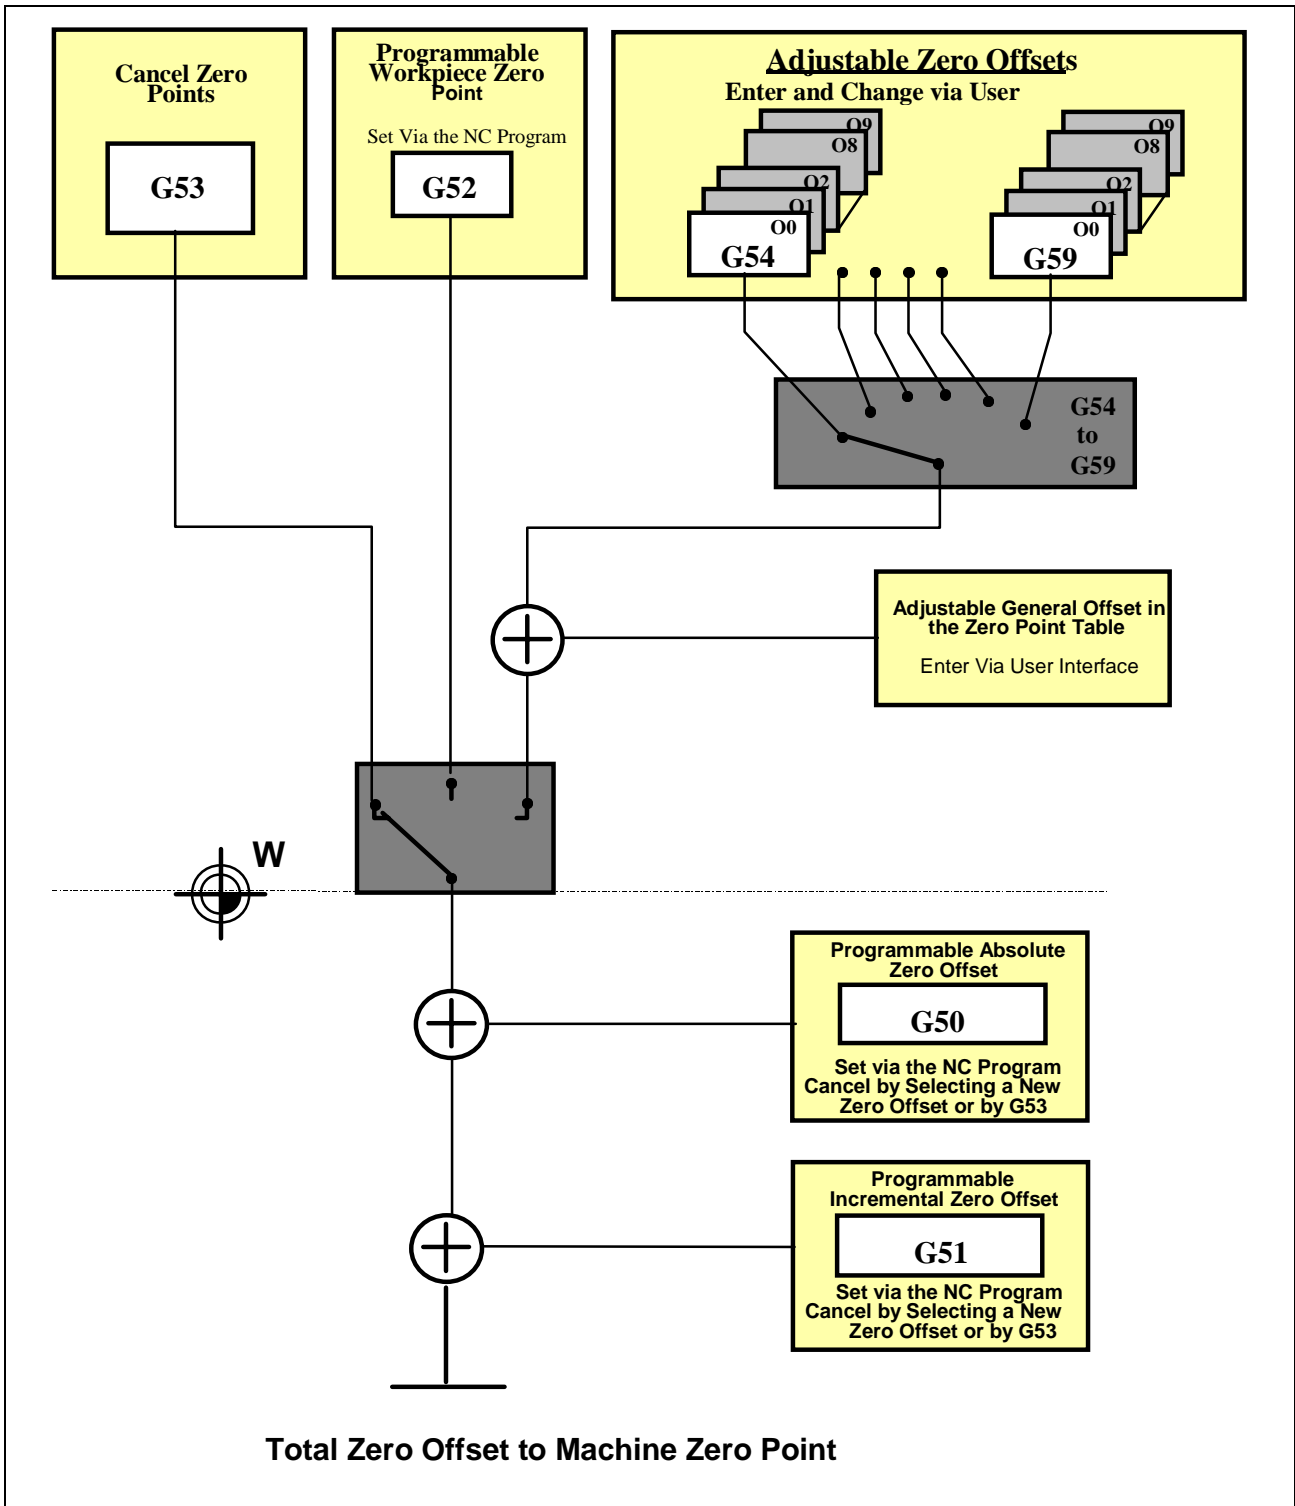 Cancel Zero
Points
G53
Programmable
Workpiece Zero
Point
Set Via the NC Program
G52
Adjustable Zero Offsets
Enter and Change via User
O9
O8
O2
O1
O0
G54
O9
O8
O2
O1
O0
G59
G54
to
G59
Adjustable General Offset in
the Zero Point Table
Enter Via User Interface
W
Programmable Absolute
Zero Offset
G50
Set via the NC Program
Cancel by Selecting a New
Zero Offset or by G53
Programmable
Incremental Zero Offset
G51
Set via the NC Program
Cancel by Selecting a New
Zero Offset or by G53
Total Zero Offset to Machine Zero Point